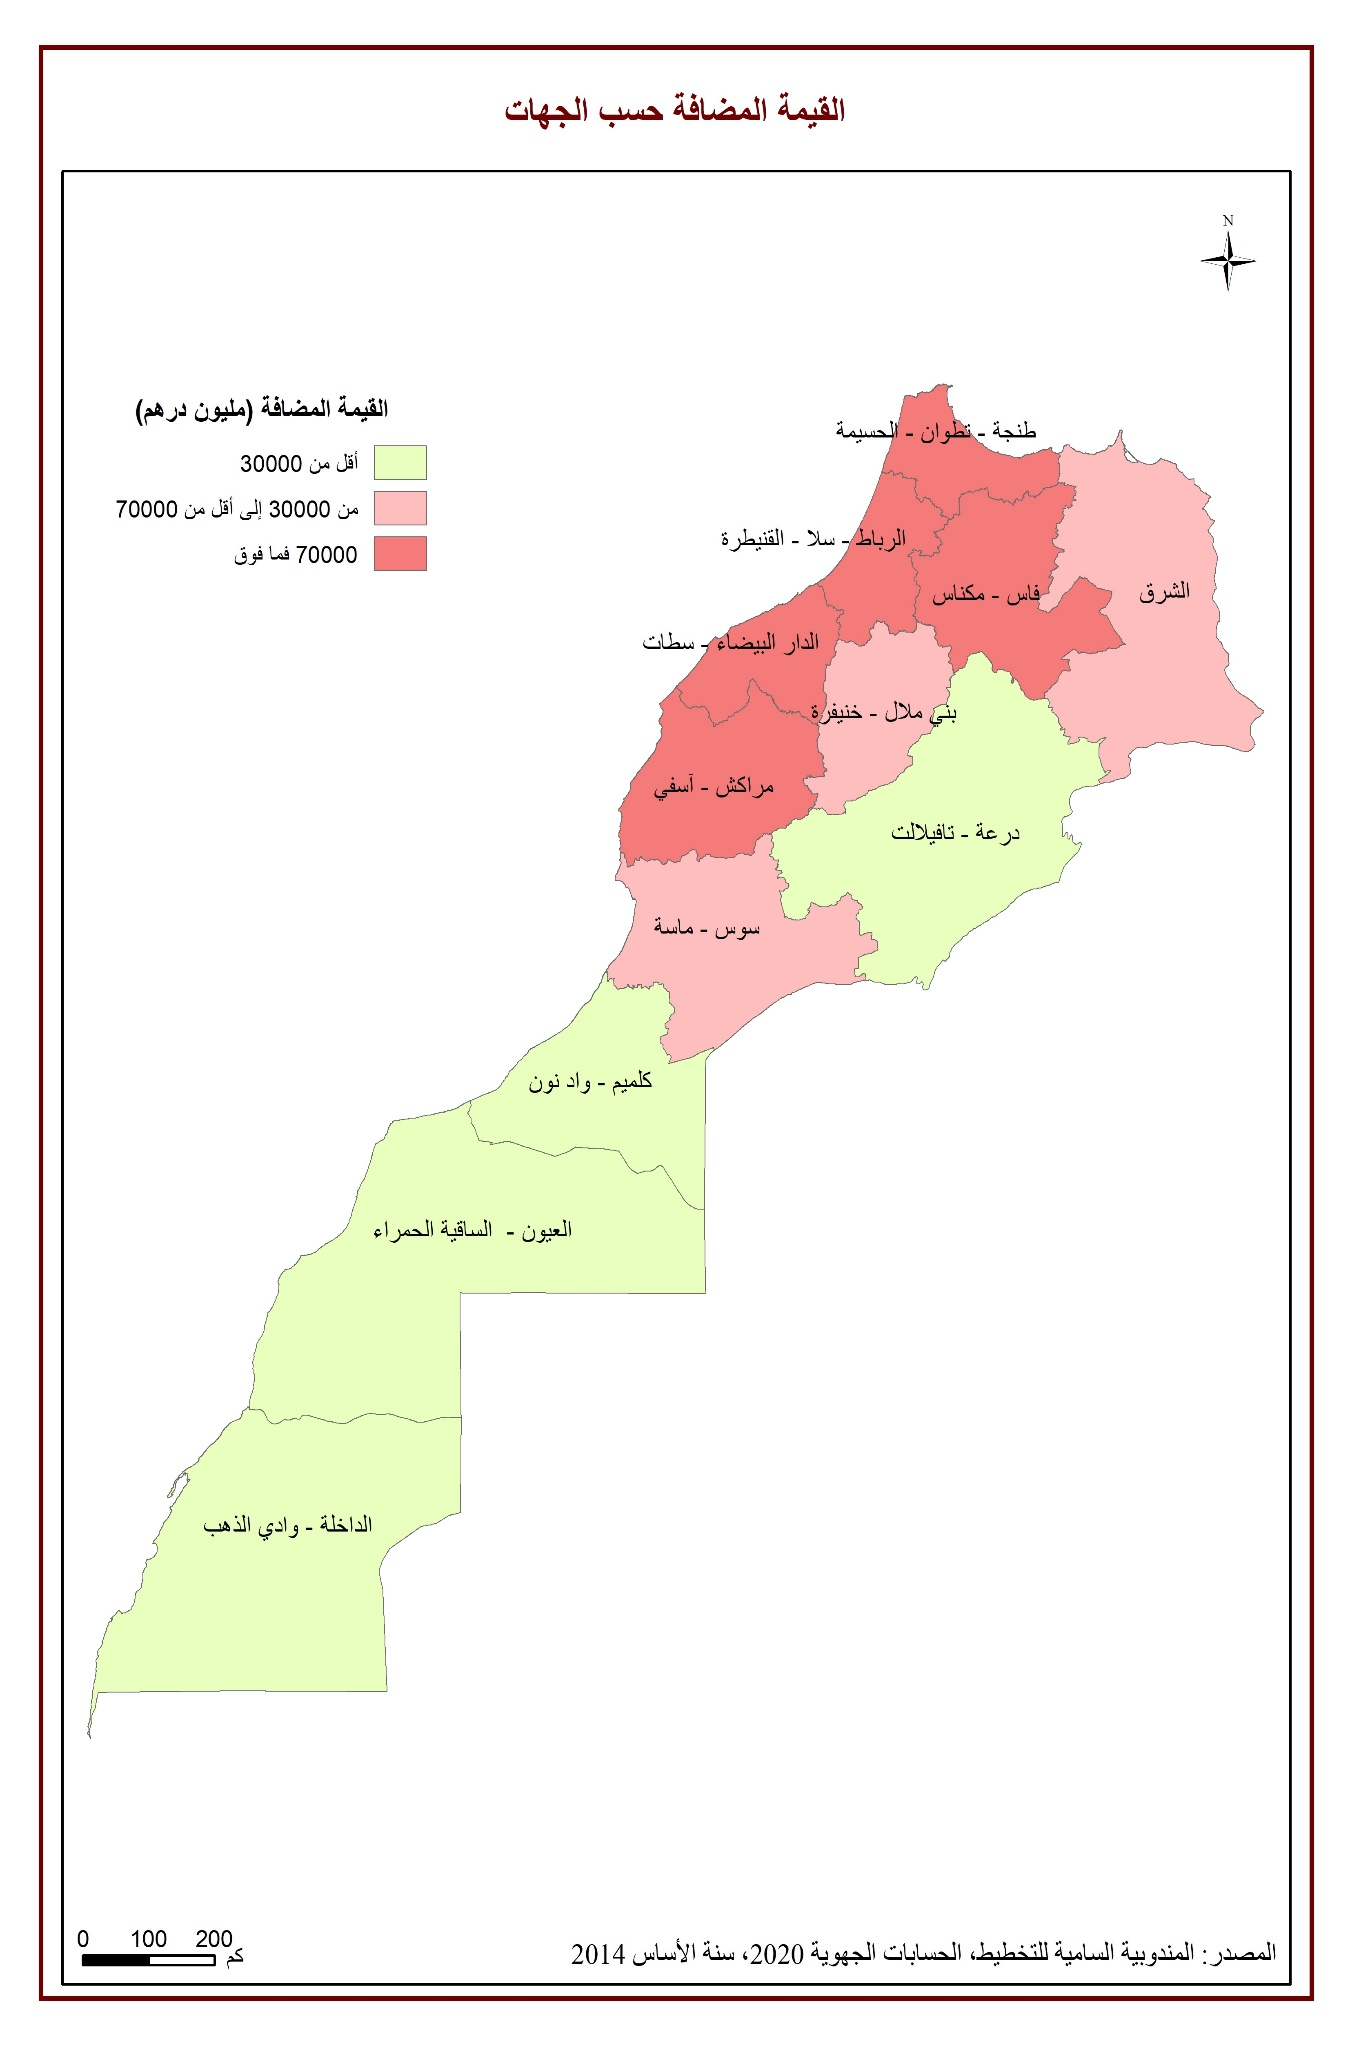 القيمة المضافة حسب الجهات
N
القيمة المضافة (مليون درهم)
أقل من 30000
من 30000 إلى أقل من 70000
70000 فما فوق
طنجة - تطوان - الحسيمة
الرباط - سلا - القنيطرة
فاس - مكناس
الشرق
الدار البيضاء - سطات
بني ملال - خنيفرة
مراكش - آسفي
درعة - تافيلالت
سوس - ماسة
كلميم - واد نون
العيون - الساقية الحمراء
الداخلة - وادي الذهب
0 100 200
كم
المصدر: المندوبية السامية للتخطيط، الحسابات الجهوية 2020، سنة الأساس 2014